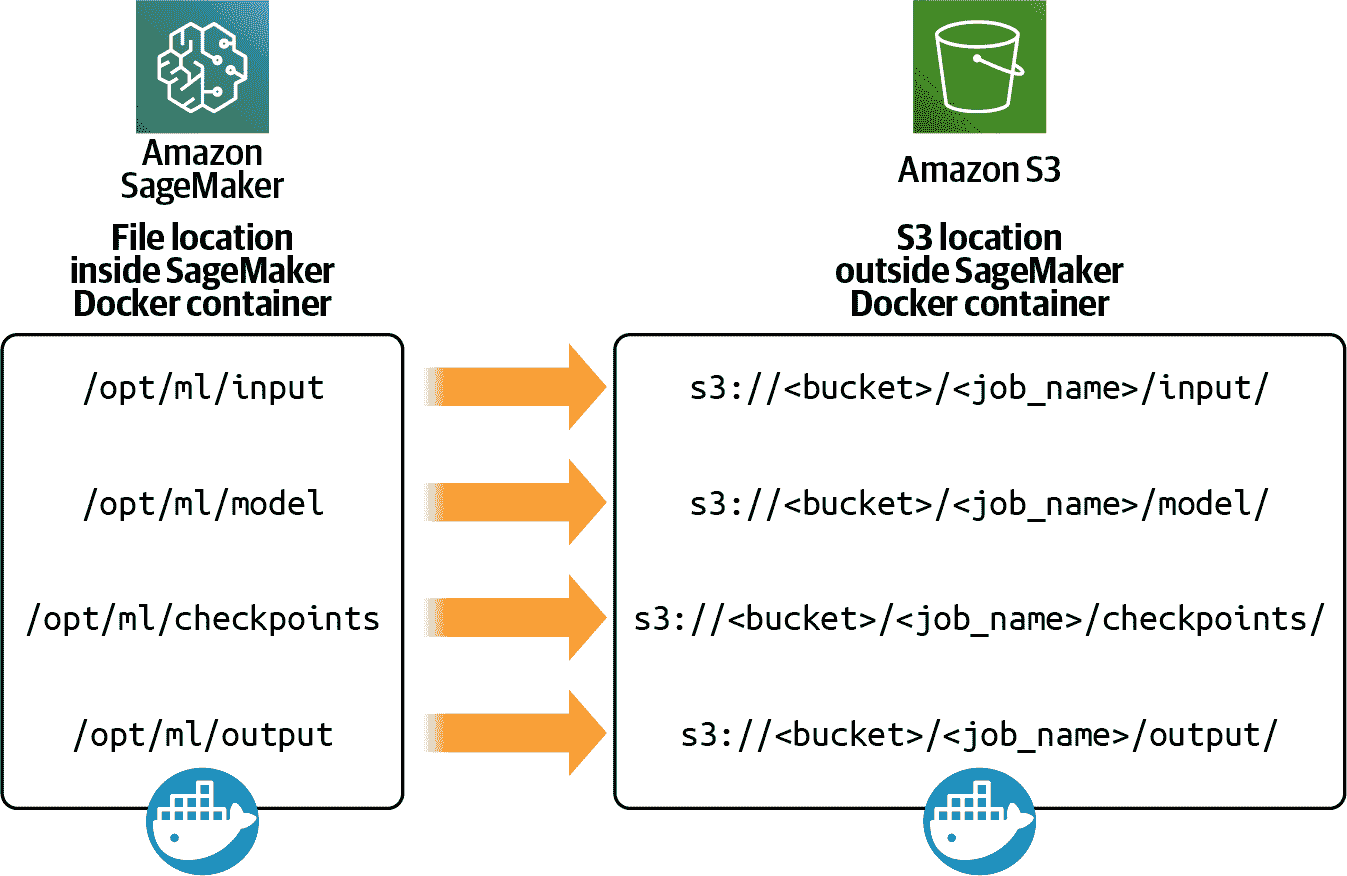 Amazon
SageMaker
File location
inside SageMaker
Docker container
/opt/ml/input
/opt/ml/model
/opt/ml/checkpoints
/opt/ml/output
Amazon S3
S3 location
outside SageMaker
Docker container
s3://<bucket>/<job_name>/input/
s3://<bucket>/<job_name>/model/
s3://<bucket>/<job_name>/checkpoints/
s3://<bucket>/<job_name>/output/